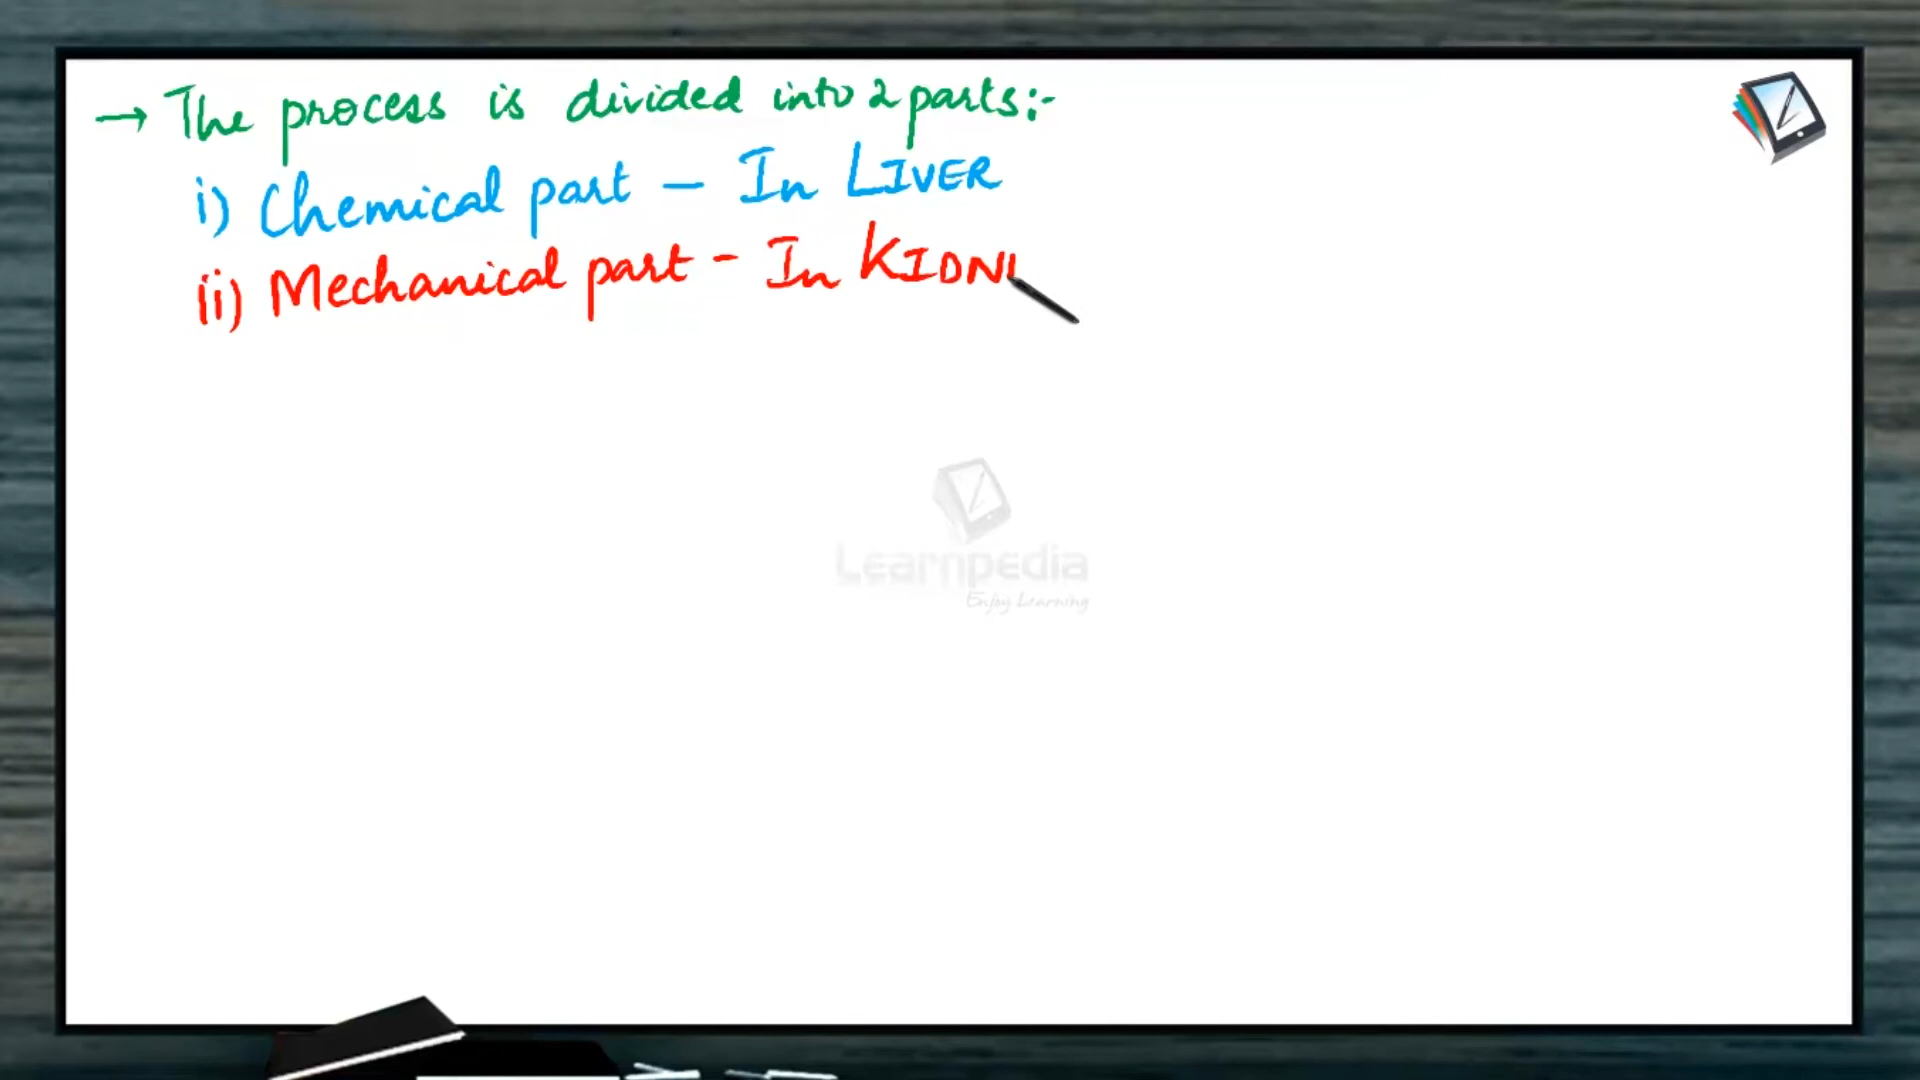 → The process is divided into 2 parts:-
i) Chemical part - In LIVER
ii) Mechanical part - In KIDN
Learnpedia
Enjoy Learning